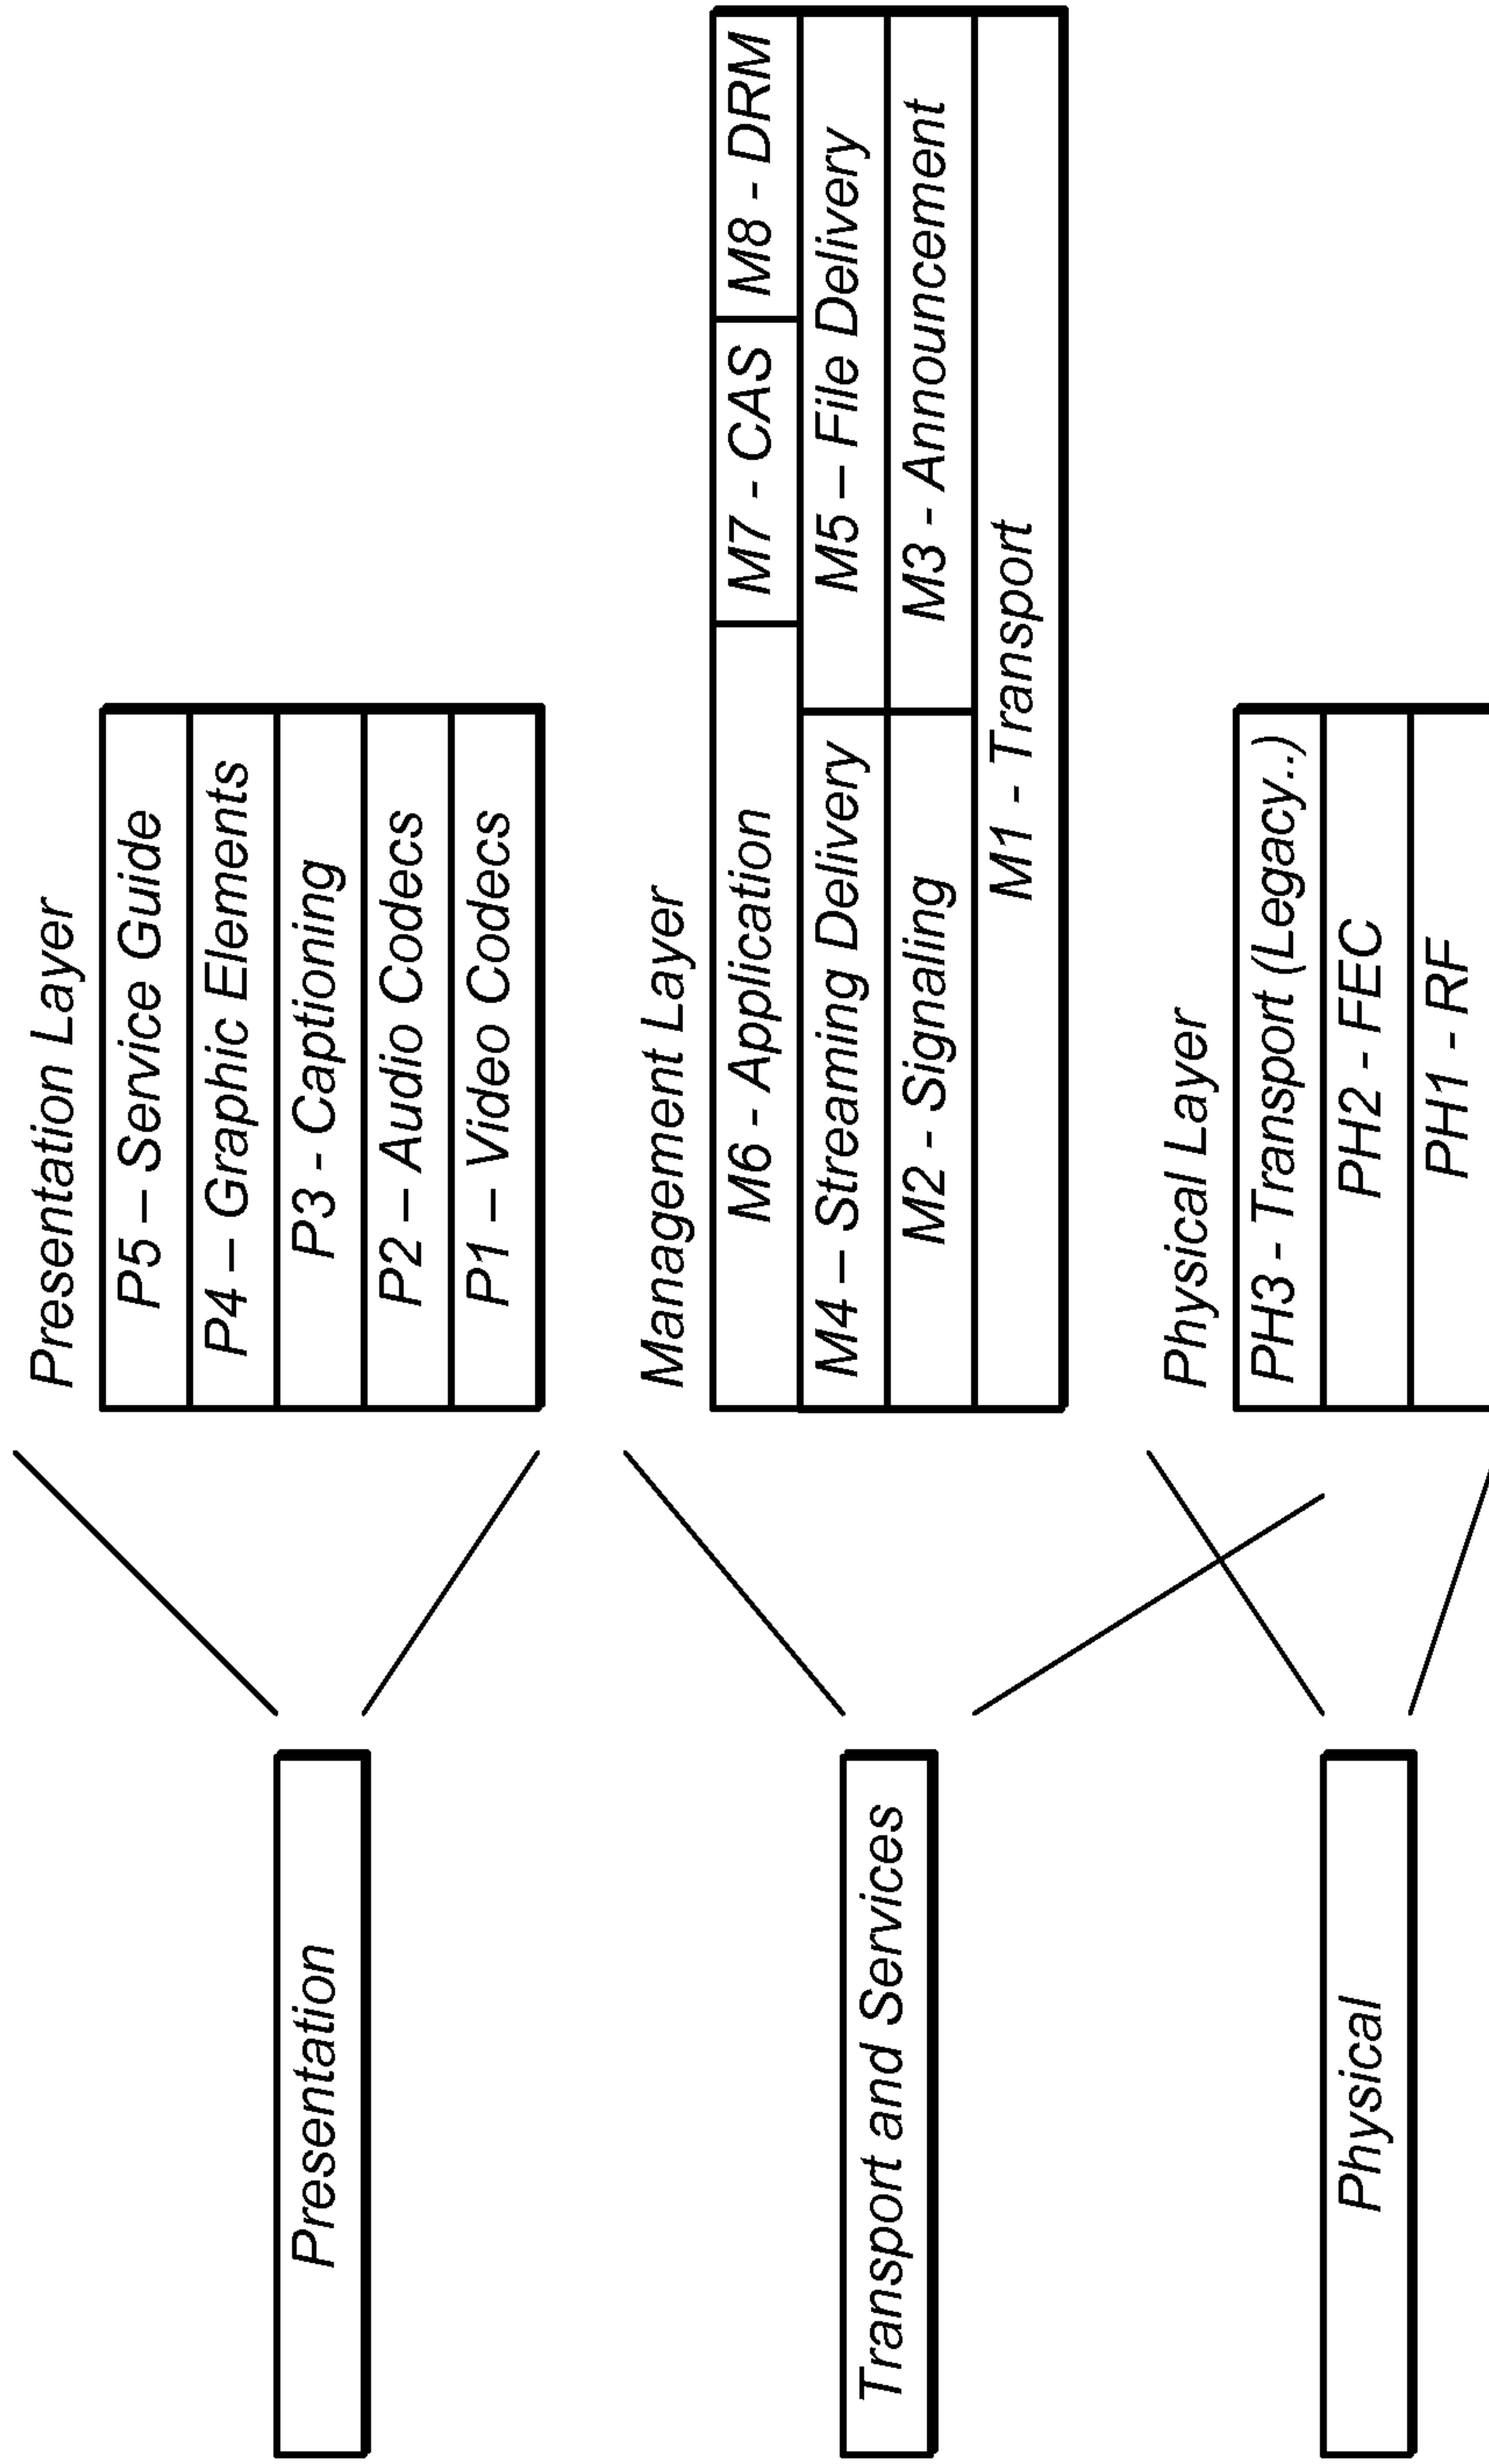 Presentation
Transport and Services
Physical
Presentation Layer
P5 – Service Guide
P4 – Graphic Elements
P3 - Captioning
P2 – Audio Codecs
P1 – Video Codecs
Management Layer
M6 - Application M7 - CAS M8 - DRM
M4 – Streaming Delivery M5 – File Delivery
M2 - Signaling M3 - Announcement
M1 - Transport
Physical Layer
PH3 - Transport (Legacy..)
PH2 - FEC
PH1 - RF